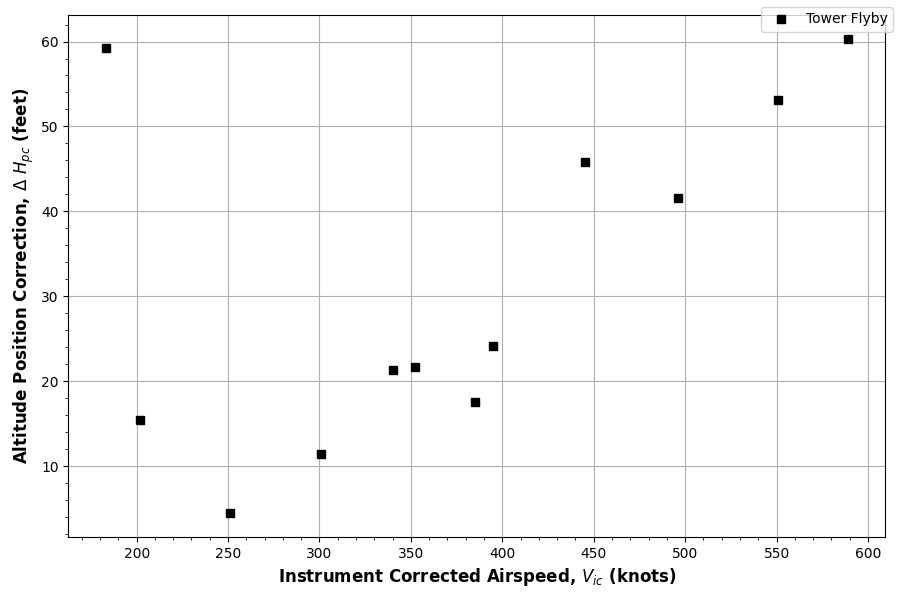 Tower Flyby
60
50
40
30
20
10
Altitude Position Correction, Δ H_pc (feet)
200 250 300 350 400 450 500 550 600
Instrument Corrected Airspeed, V_ic (knots)